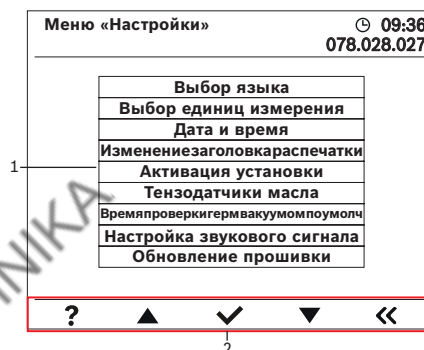 Меню «Настройки»
09:36
078.028.027
Выбор языка
Выбор единиц измерения
Дата и время
Изменениезаголовкараспечатки
1
Активация установки
Тензодатчики масла
Времяпроверкигермвакуумомпоумолч
Настройка звукового сигнала
Обновление прошивки
?
2